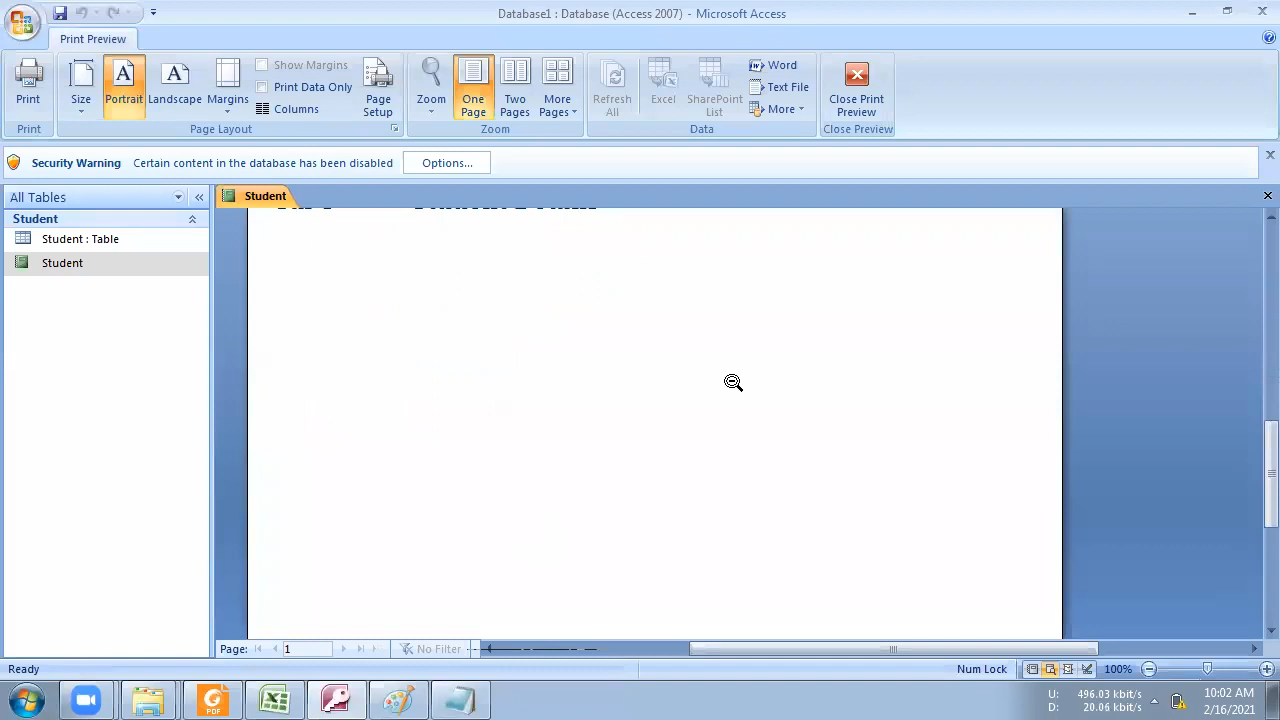 Database1 : Database (Access 2007) - Microsoft Access
Print Preview
Print
Size
Portrait
Landscape
Margins
Show Margins
Print Data Only
Columns
Page Setup
Zoom
One Page
Two Pages
More Pages
Refresh All
Excel
SharePoint List
Word
Text File
More
Close Print Preview
Print
Page Layout
Zoom
Data
Close Preview
Security Warning Certain content in the database has been disabled Options...
All Tables
Student
Student
Student : Table
Student
Page: 1 No Filter
Ready
Num Lock 100%
PDF
U: 496.03 kbit/s
D: 20.06 kbit/s
10:02 AM
2/16/2021